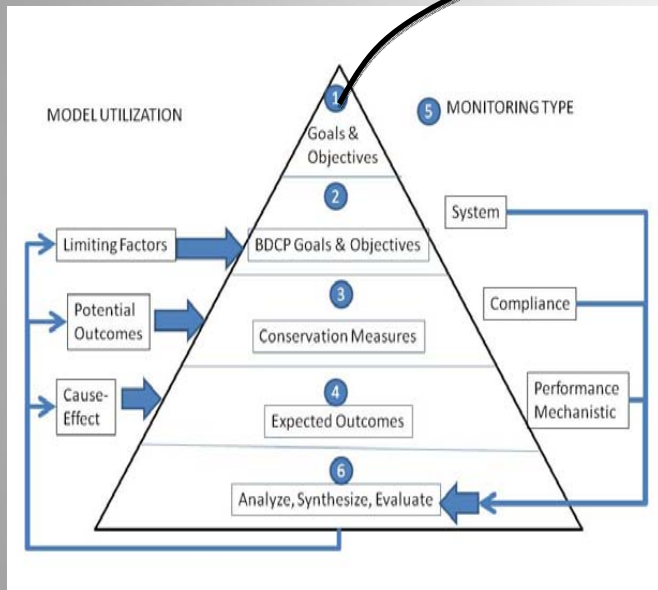 MODEL UTILIZATION
1
5 MONITORING TYPE
Goals &
Objectives
2
System
Limiting Factors
BDCP Goals & Objectives
3
Potential
Outcomes
Compliance
Conservation Measures
Cause-
Effect
4
Performance
Mechanistic
Expected Outcomes
6
Analyze, Synthesize, Evaluate